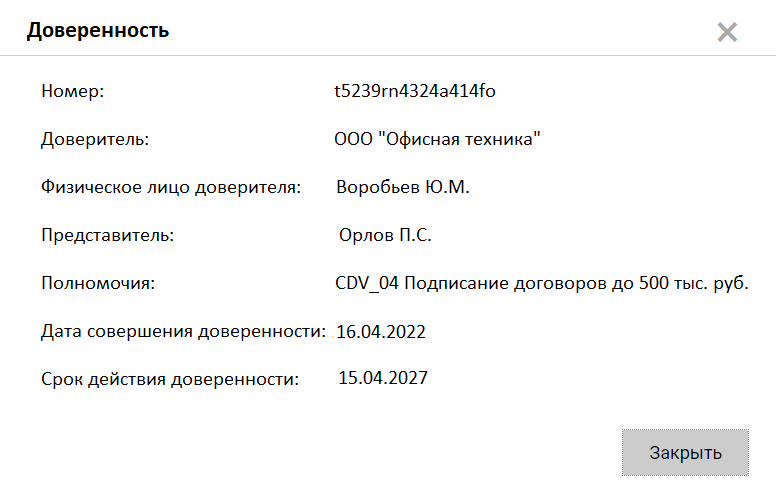 Доверенность
Номер: t5239rn4324a414fo
Доверитель: ООО "Офисная техника"
Физическое лицо доверителя: Воробьев Ю.М.
Представитель: Орлов П.С.
Полномочия: CDV_04 Подписание договоров до 500 тыс. руб.
Дата совершения доверенности: 16.04.2022
Срок действия доверенности: 15.04.2027
Закрыть